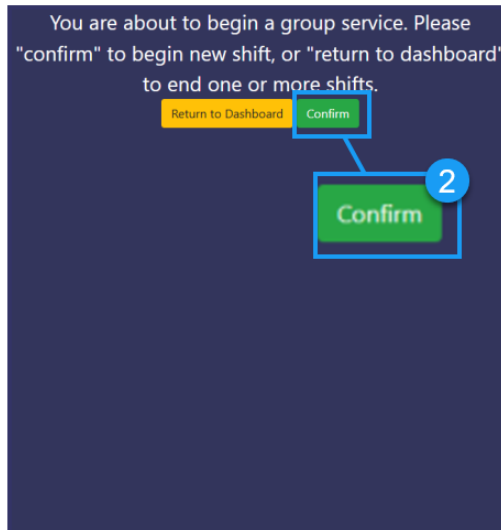 You are about to begin a group service. Please
"confirm" to begin new shift, or "return to dashboard"
to end one or more shifts.
Return to Dashboard Confirm
2
Confirm